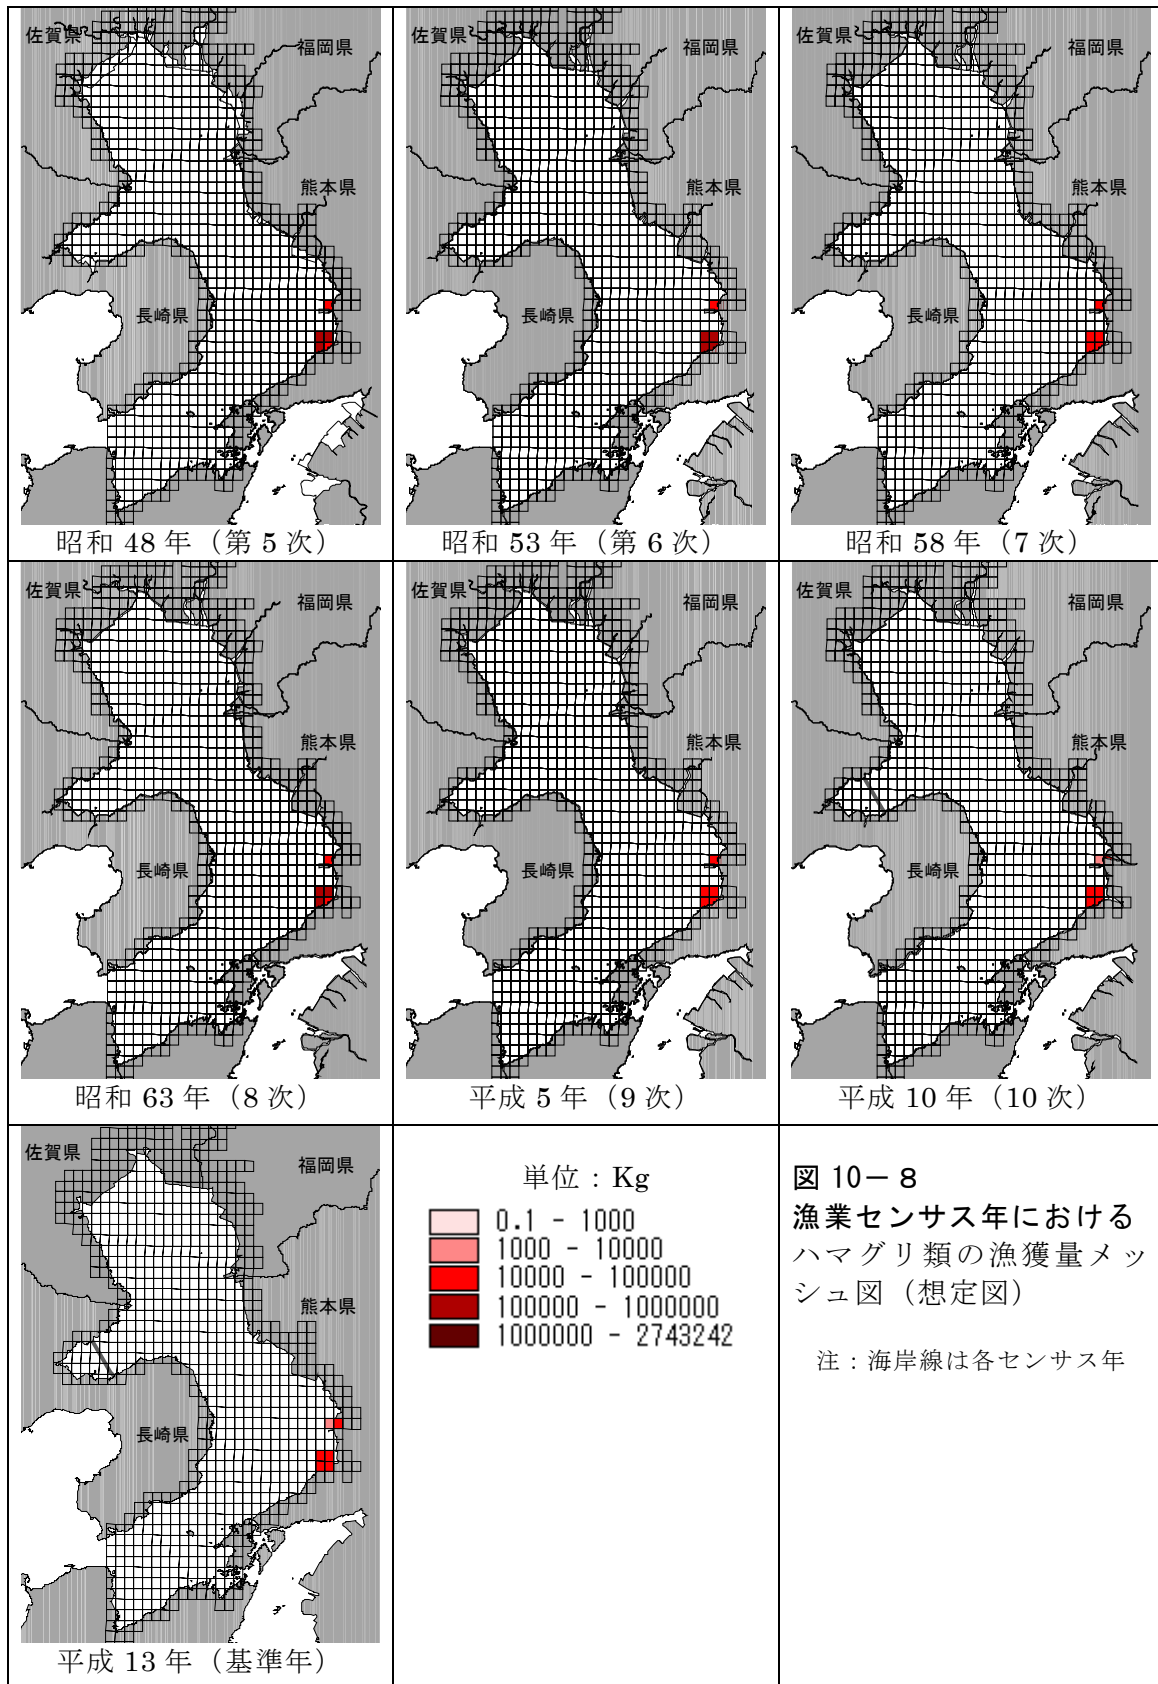 佐賀県
福岡県
熊本県
長崎県
昭和 48 年（第 5 次）
佐賀県
福岡県
熊本県
長崎県
昭和 53 年（第 6 次）
佐賀県
福岡県
熊本県
長崎県
昭和 58 年（7 次）
佐賀県
福岡県
熊本県
長崎県
昭和 63 年（8 次）
佐賀県
福岡県
熊本県
長崎県
平成 5 年（9 次）
佐賀県
福岡県
熊本県
長崎県
平成 10 年（10 次）
佐賀県
福岡県
熊本県
長崎県
平成 13 年（基準年）
単位：Kg
0.1 - 1000
1000 - 10000
10000 - 100000
100000 - 1000000
1000000 - 2743242
図 10－８
漁業センサス年における
ハマグリ類の漁獲量メッ
シュ図（想定図）
注：海岸線は各センサス年